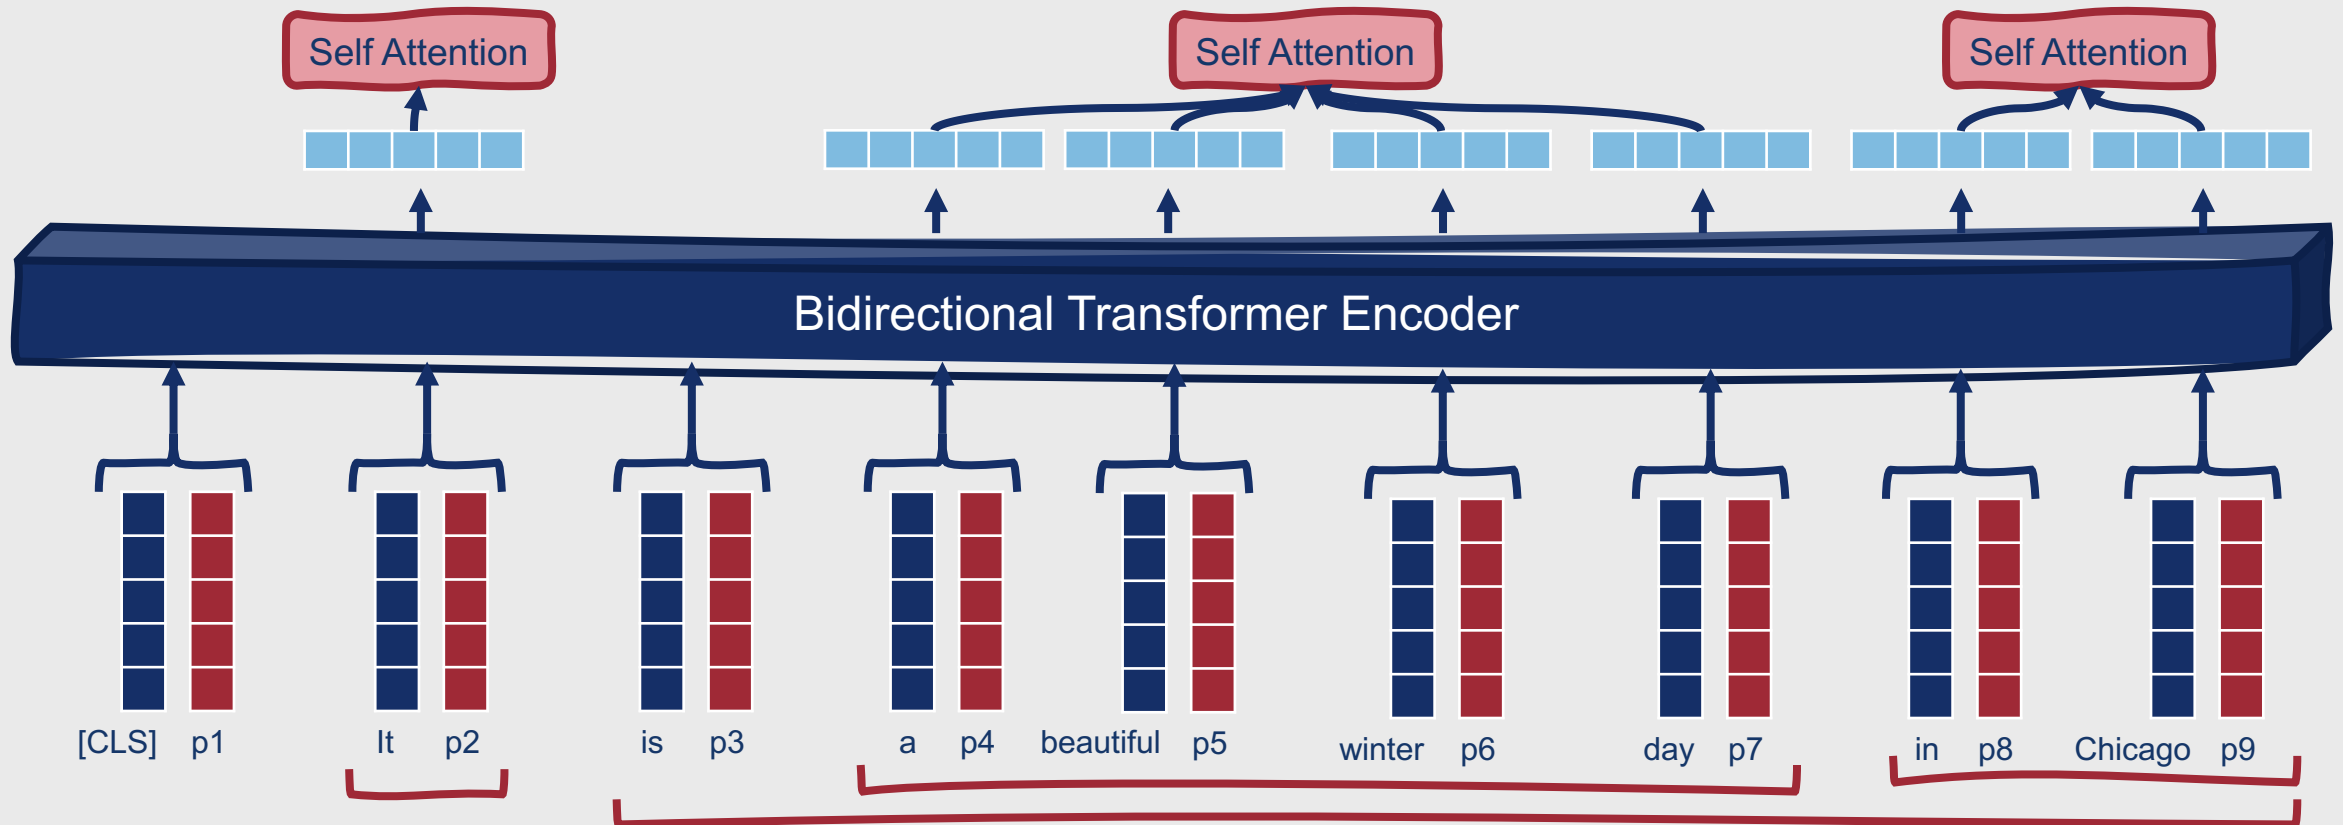 Self Attention Self Attention Self Attention
Bidirectional Transformer Encoder
[CLS] p1 It p2 is p3 a p4 beautiful p5 winter p6 day p7 in p8 Chicago p9